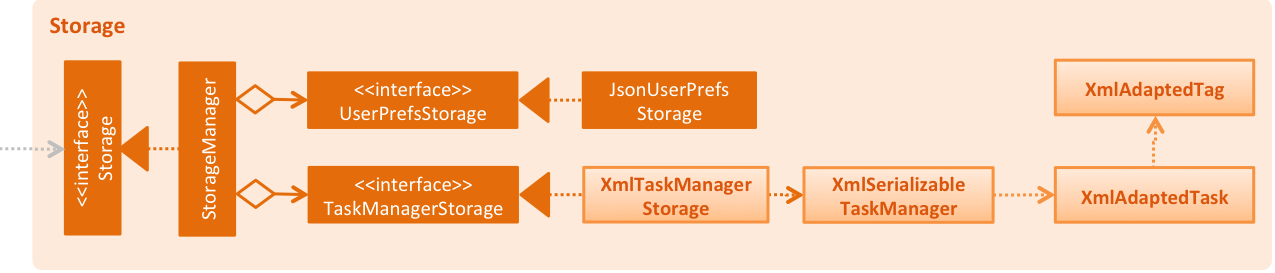 Storage
<<interface>>
Storage
StorageManager
<<interface>>
UserPrefsStorage
JsonUserPrefs
Storage
<<interface>>
TaskManagerStorage
XmlTaskManager
Storage
XmlSerializable
TaskManager
XmlAdaptedTag
XmlAdaptedTask